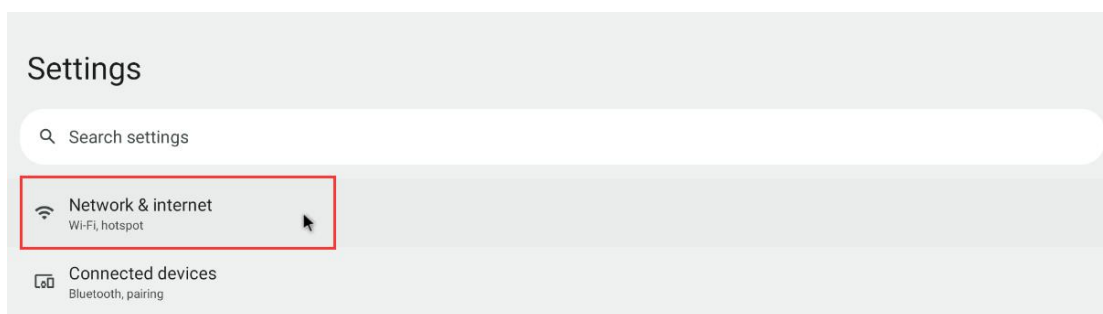 Settings
Search settings
Network & internet
Wi-Fi, hotspot
Connected devices
Bluetooth, pairing